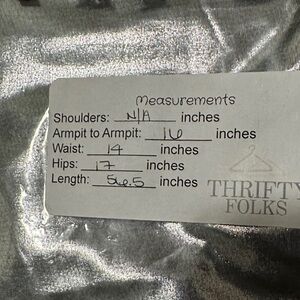 Measurements
Shoulders: N/A inches
Armpit to Armpit: 16 inches
Waist: 14 inches
Hips: 17 inches
Length: 56.5 inches
THRIFTY
FOLKS